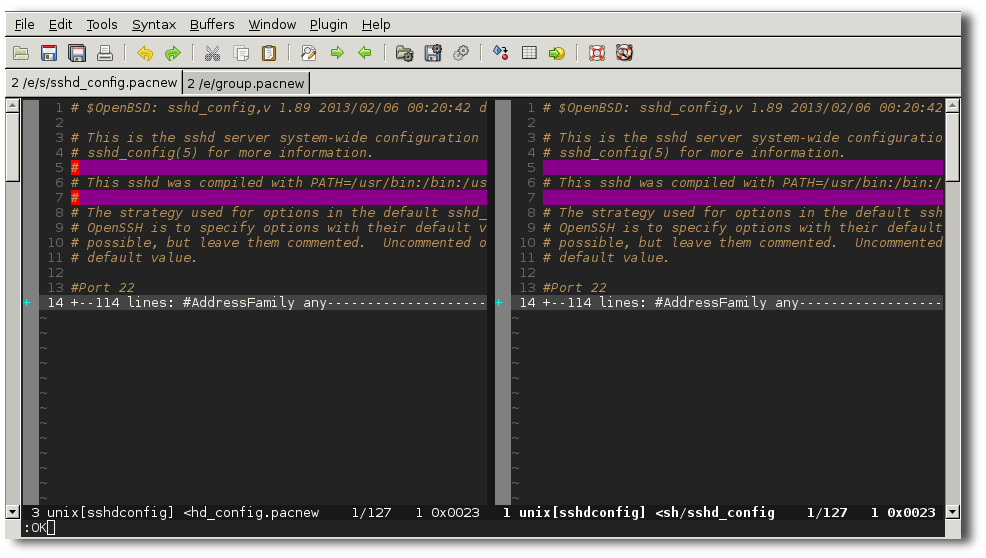 File Edit Tools Syntax Buffers Window Plugin Help
2 /e/s/sshd_config.pacnew 2 /e/group.pacnew
1 # $OpenBSD: sshd_config,v 1.89 2013/02/06 00:20:42 d
2
3 # This is the sshd server system-wide configuration
4 # sshd_config(5) for more information.
5 #
6 # This sshd was compiled with PATH=/usr/bin:/bin:/us
7 #
8 # The strategy used for options in the default sshd_
9 # OpenSSH is to specify options with their default v
10 # possible, but leave them commented.  Uncommented o
11 # default value.
12
13 #Port 22
+ 14 +--114 lines: #AddressFamily any--------------------
~
~
~
~
~
~
~
~
~
~
~
~
~
3 unix[sshdconfig] <hd_config.pacnew 1/127 1 0x0023
1 # $OpenBSD: sshd_config,v 1.89 2013/02/06 00:20:42
2
3 # This is the sshd server system-wide configuratio
4 # sshd_config(5) for more information.
5
6 # This sshd was compiled with PATH=/usr/bin:/bin:/
7
8 # The strategy used for options in the default ssh
9 # OpenSSH is to specify options with their default
10 # possible, but leave them commented.  Uncommented
11 # default value.
12
13 #Port 22
+ 14 +--114 lines: #AddressFamily any------------------
~
~
~
~
~
~
~
~
~
~
~
~
~
1 unix[sshdconfig] <sh/sshd_config 1/127 1 0x0023
:OK